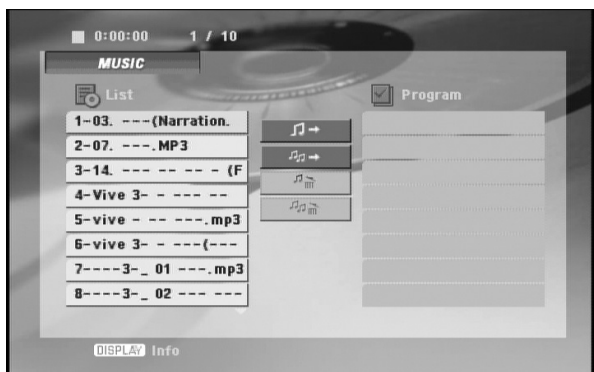 0:00:00 1 / 10
MUSIC
List
Program
1-03. ---(Narration.
2-07. ---.MP3
3-14. --- -- -- - (F
4-Vive 3- - --- --
5-vive - -- ---.mp3
6-vive 3- - ---(---
7----3-_ 01 ---.mp3
8----3-_ 02 --- ---
DISPLAY Info